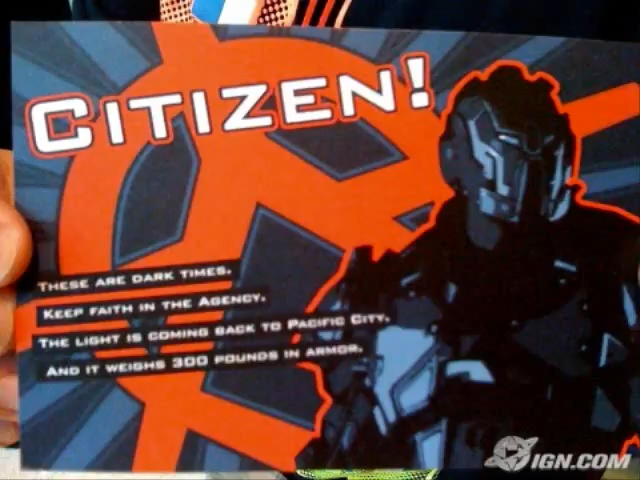 CITIZEN!
THESE ARE DARK TIMES.
KEEP FAITH IN THE AGENCY.
THE LIGHT IS COMING BACK TO PACIFIC CITY.
AND IT WEIGHS 300 POUNDS IN ARMOR.
IGN.COM